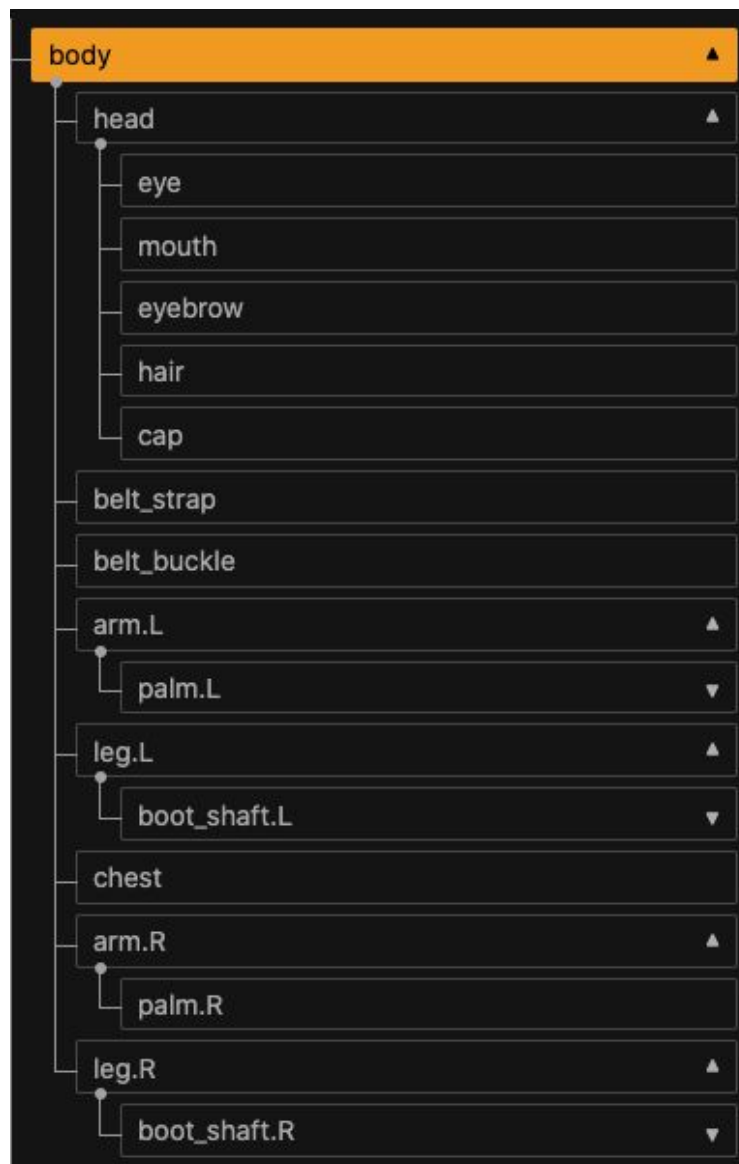 body
head
eye
mouth
eyebrow
hair
cap
belt_strap
belt_buckle
arm.L
palm.L
leg.L
boot_shaft.L
chest
arm.R
palm.R
leg.R
boot_shaft.R